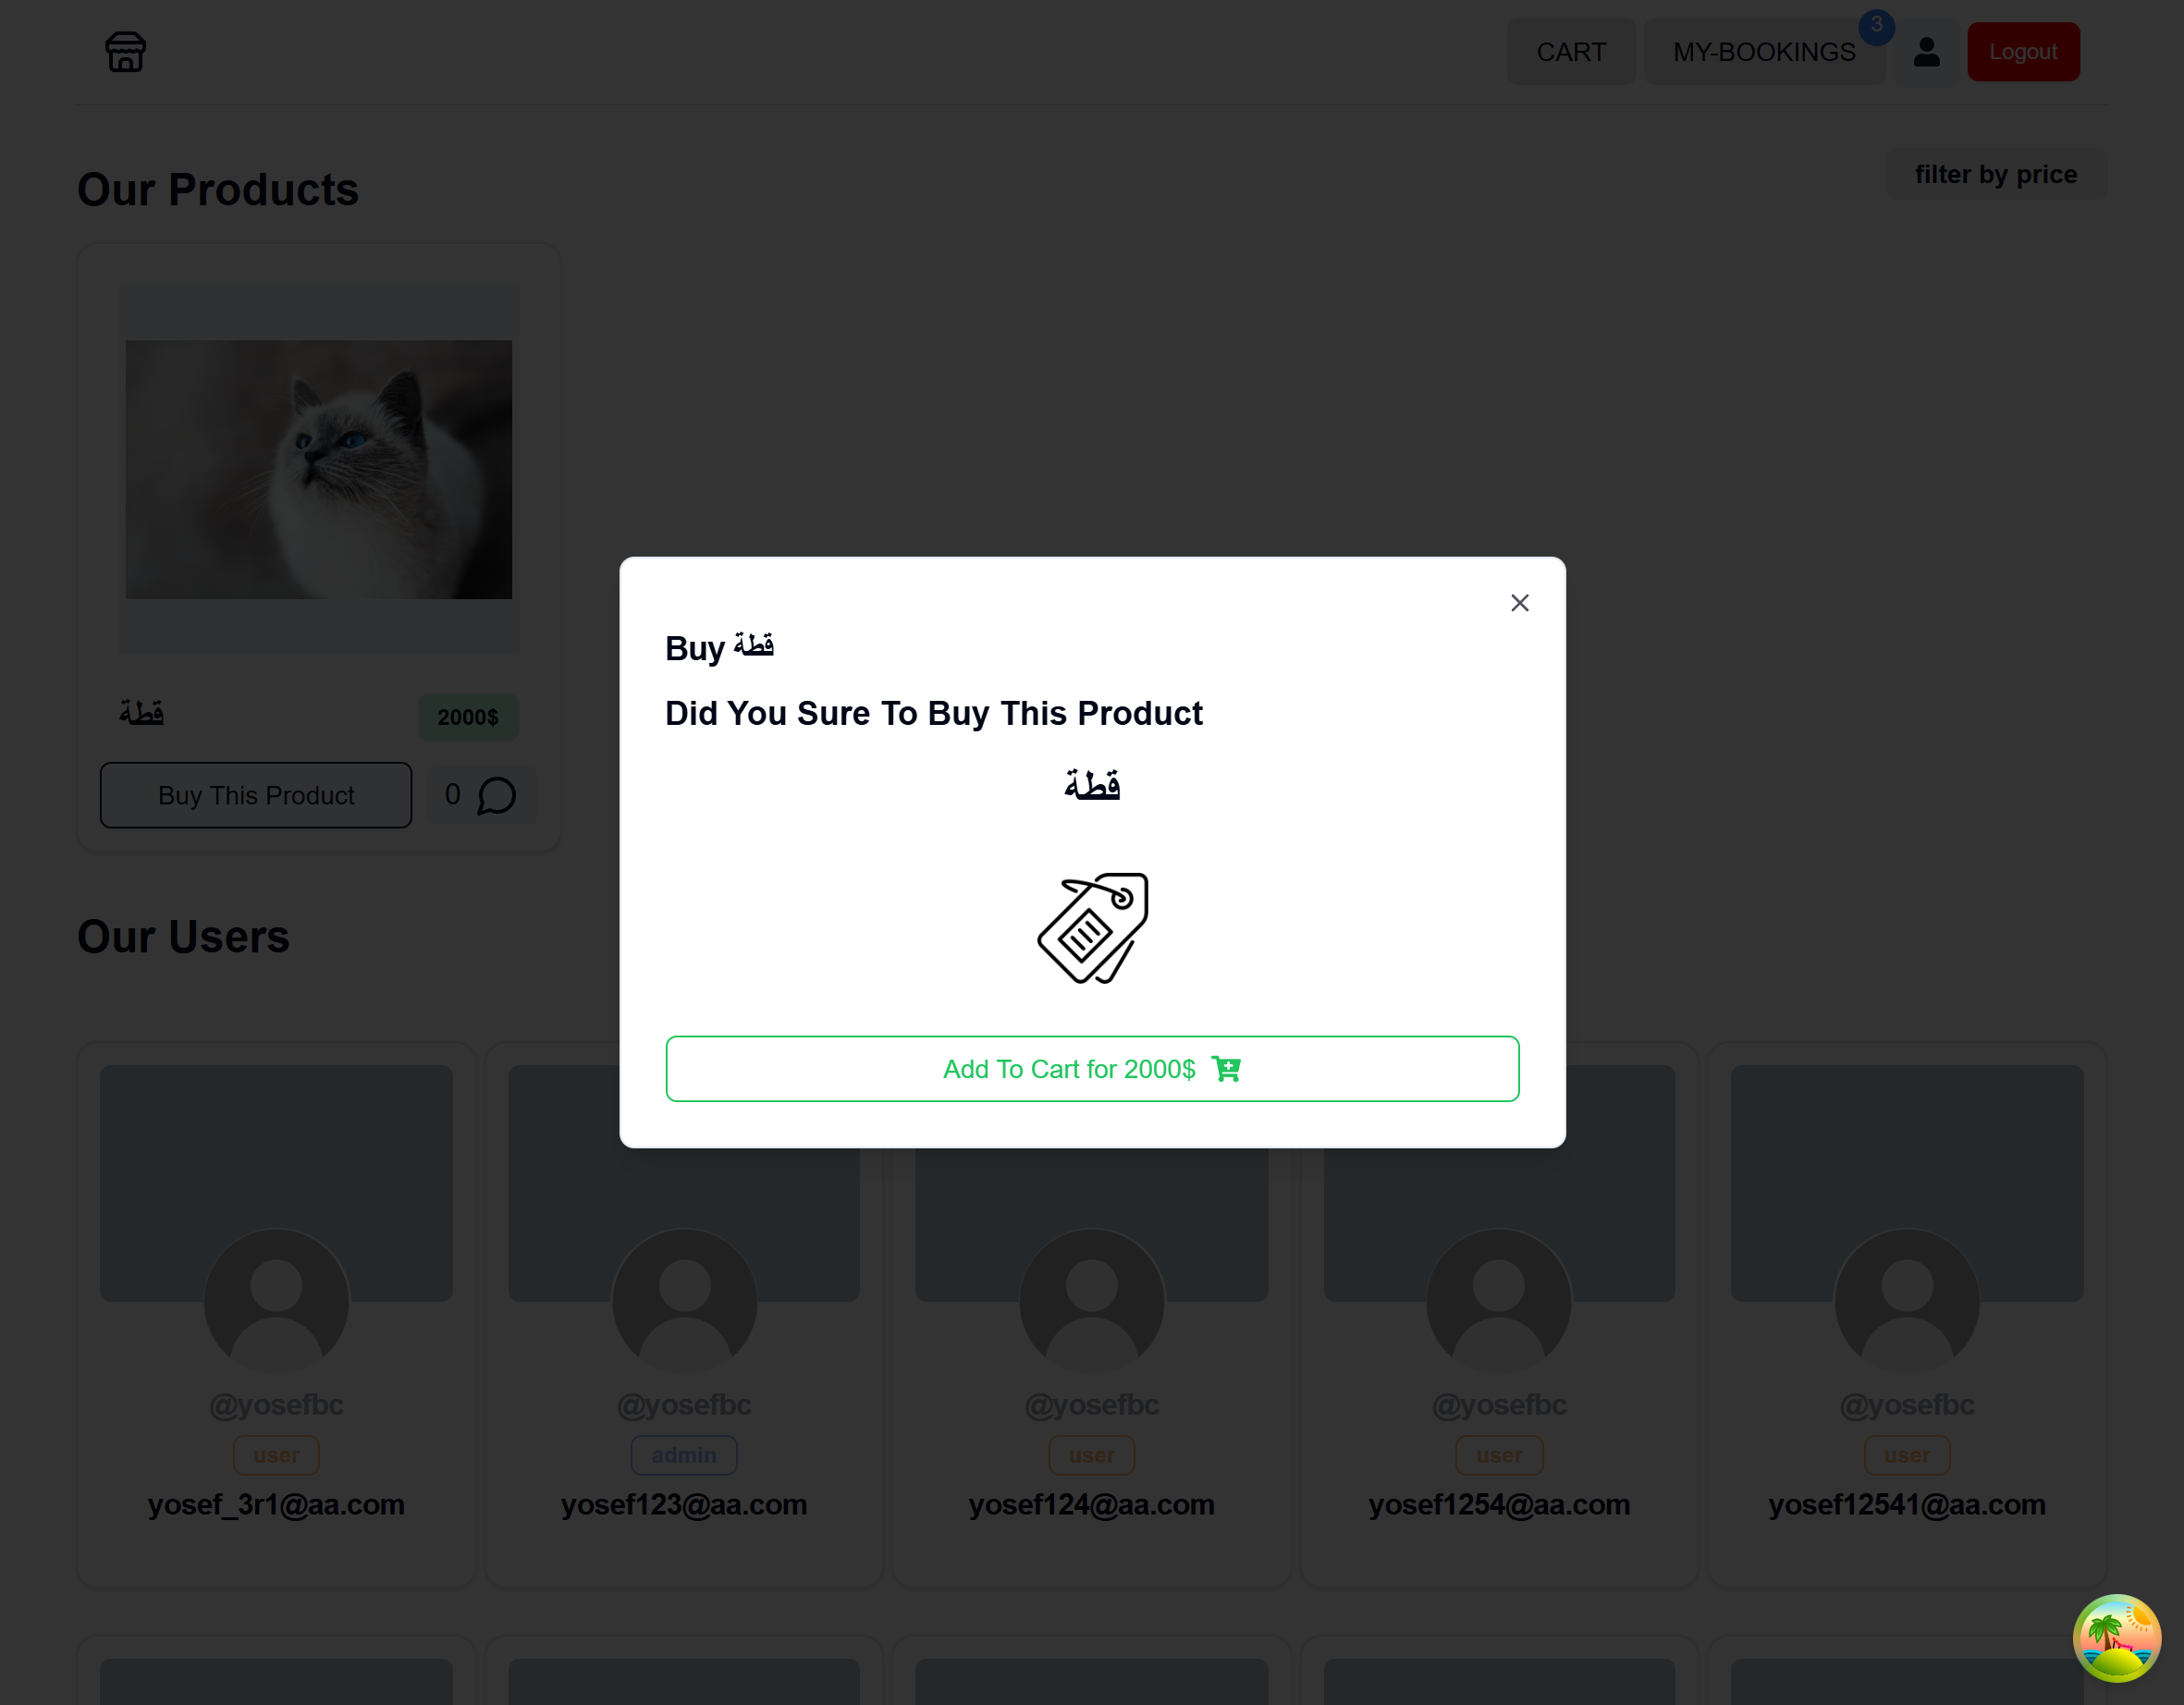 CART
MY-BOOKINGS
3
Logout
Our Products
filter by price
قطة
2000$
Buy This Product
0
Buy قطة
Did You Sure To Buy This Product
قطة
Add To Cart for 2000$
Our Users
@yosefbc
user
yosef_3r1@aa.com
@yosefbc
admin
yosef123@aa.com
@yosefbc
user
yosef124@aa.com
@yosefbc
user
yosef1254@aa.com
@yosefbc
user
yosef12541@aa.com